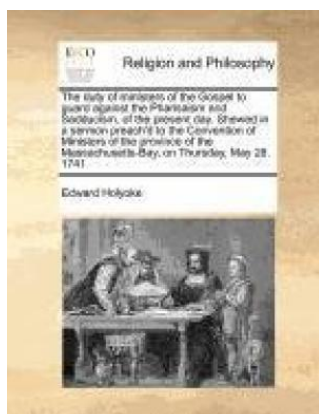 ECCO
Religion and Philosophy
The duty of ministers of the Gospel to
guard against the Pharisaism and
Sadducism, of the present day. Shewed in
a sermon preach'd to the Convention of
Ministers of the province of the
Massachusetts-Bay, on Thursday, May 28.
1741.
Edward Holyoke